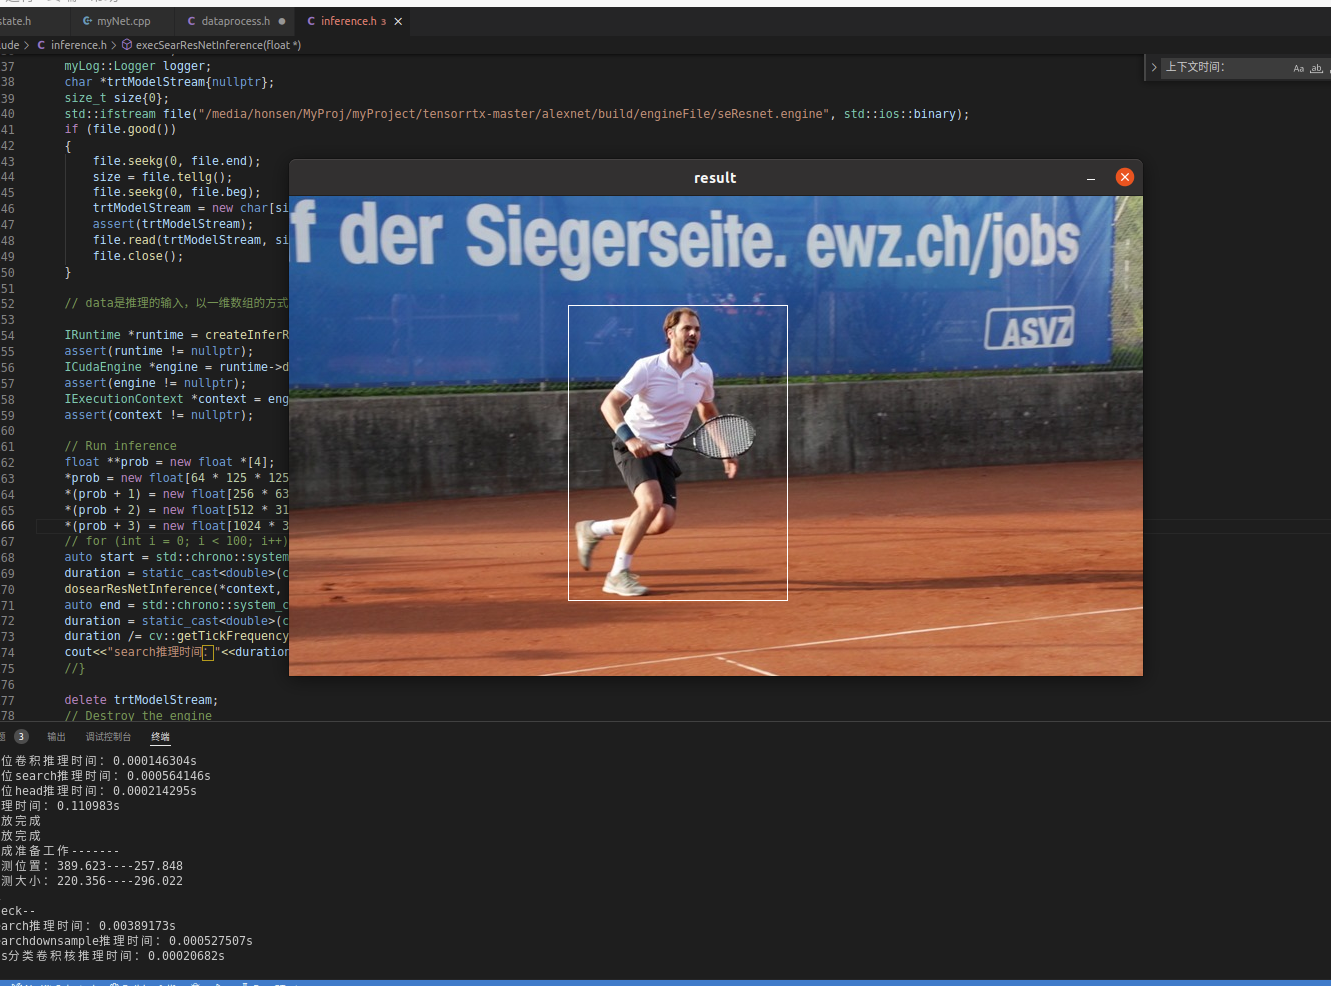 state.h
myNet.cpp
dataprocess.h
inference.h 3
lude > C inference.h > execSearResNetInference(float *)
上下文时间:
Aa ab
37 myLog::Logger logger;
38 char *trtModelStream{nullptr};
39 size_t size{0};
40 std::ifstream file("/media/honsen/MyProj/myProject/tensorrtx-master/alexnet/build/engineFile/seResnet.engine", std::ios::binary);
41 if (file.good())
42 {
43 file.seekg(0, file.end);
44 size = file.tellg();
45 file.seekg(0, file.beg);
46 trtModelStream = new char[si
47 assert(trtModelStream);
48 file.read(trtModelStream, si
49 file.close();
50 }
51
52 // data是推理的输入，以一维数组的方式
53
54 IRuntime *runtime = createInferR
55 assert(runtime != nullptr);
56 ICudaEngine *engine = runtime->d
57 assert(engine != nullptr);
58 IExecutionContext *context = eng
59 assert(context != nullptr);
60
61 // Run inference
62 float **prob = new float *[4];
63 *prob = new float[64 * 125 * 125
64 *(prob + 1) = new float[256 * 63
65 *(prob + 2) = new float[512 * 31
66 *(prob + 3) = new float[1024 * 3
67 // for (int i = 0; i < 100; i++)
68 auto start = std::chrono::system
69 duration = static_cast<double>(c
70 dosearResNetInference(*context,
71 auto end = std::chrono::system_c
72 duration = static_cast<double>(c
73 duration /= cv::getTickFrequency
74 cout<<"search推理时间："<<duration
75 //}
76
77 delete trtModelStream;
78 // Destroy the engine
result
f der Siegerseite. ewz.ch/jobs
ASVZ
题 3 输出 调试控制台 终端
位卷积推理时间：0.000146304s
位search推理时间：0.000564146s
位head推理时间：0.000214295s
理时间：0.110983s
放完成
放完成
成准备工作-------
测位置：389.623----257.848
测大小：220.356----296.022
eck--
arch推理时间：0.00389173s
archdownsample推理时间：0.000527507s
s分类卷积核推理时间：0.00020682s